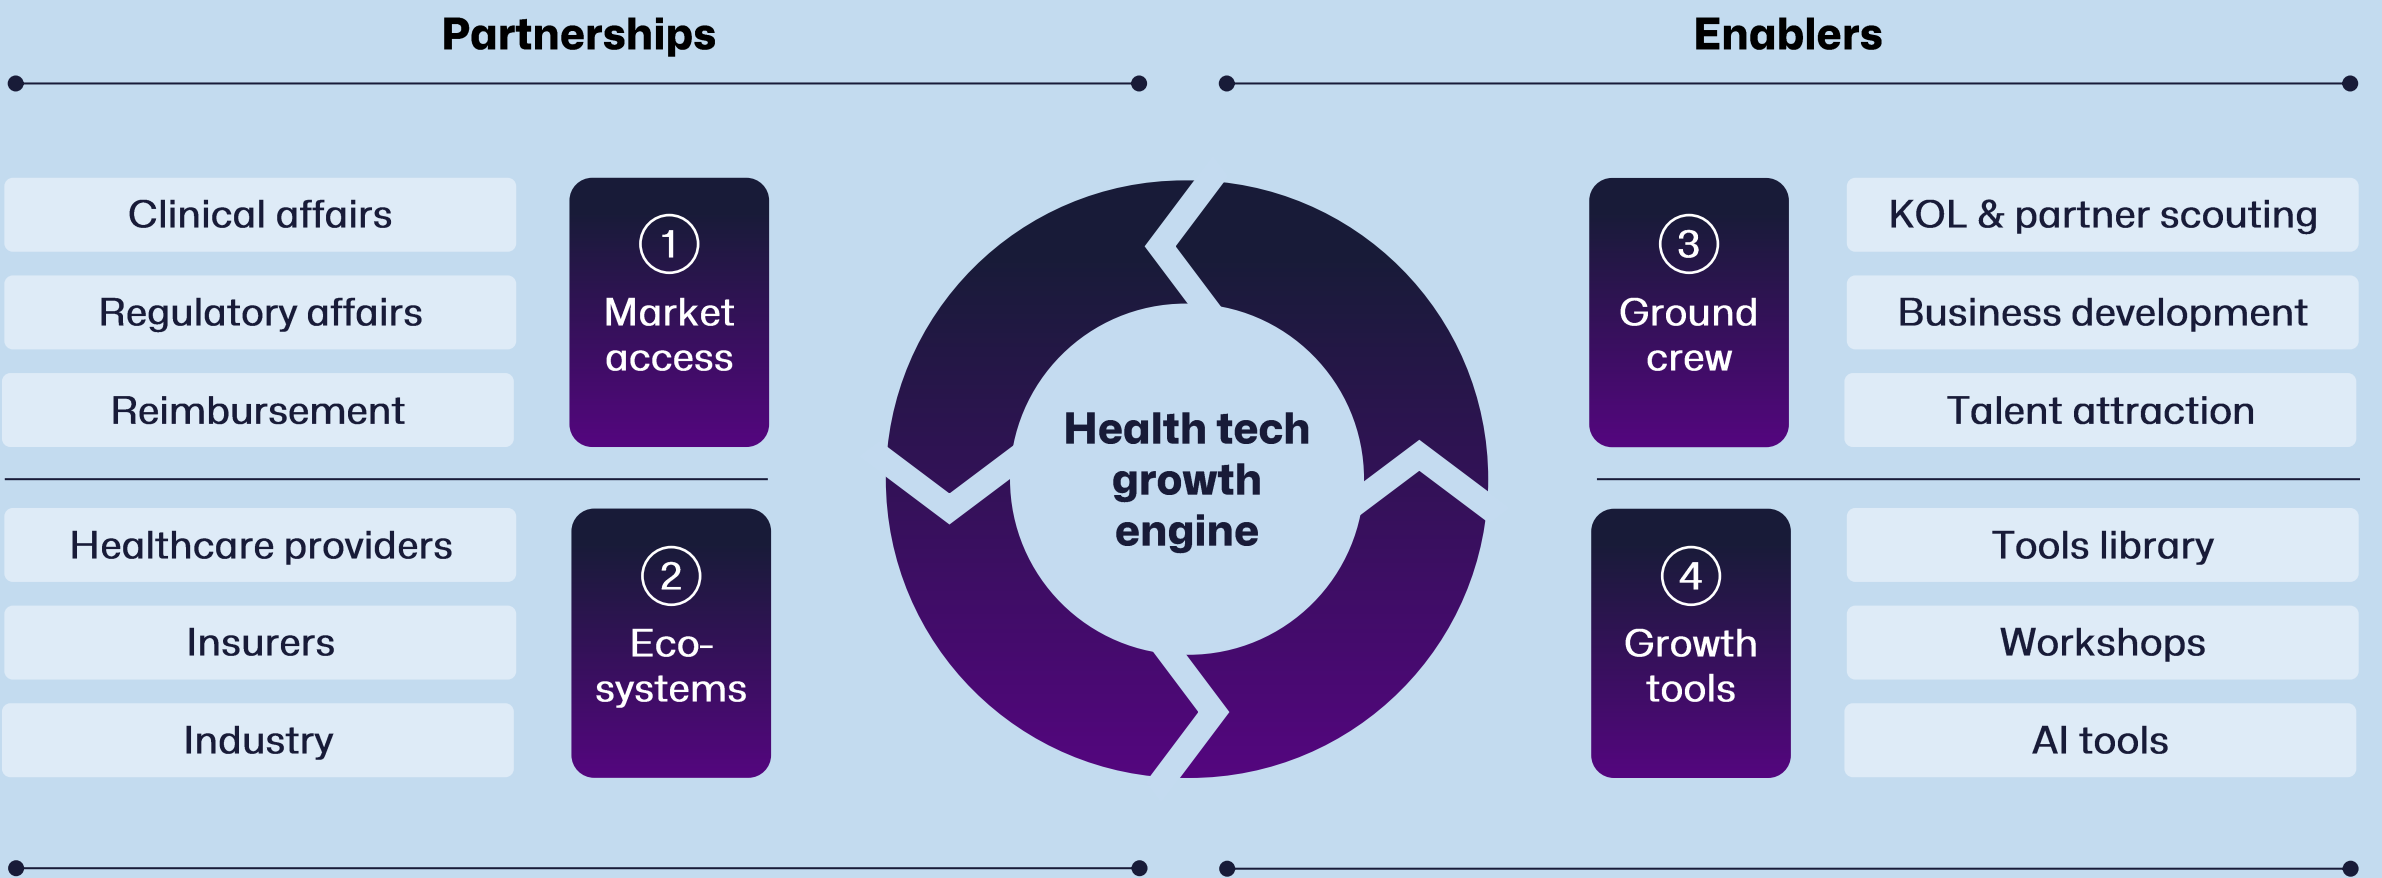 Partnerships
Enablers
Clinical affairs
Regulatory affairs
Reimbursement
1
Market
access
Healthcare providers
Insurers
Industry
2
Eco-
systems
Health tech
growth
engine
3
Ground
crew
KOL & partner scouting
Business development
Talent attraction
4
Growth
tools
Tools library
Workshops
AI tools